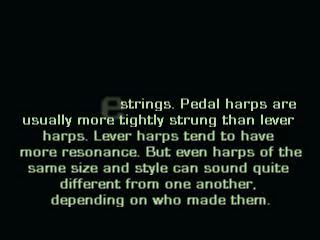 strings. Pedal harps are
usually more tightly strung than lever
harps. Lever harps tend to have
more resonance. But even harps of the
same size and style can sound quite
different from one another,
depending on who made them.